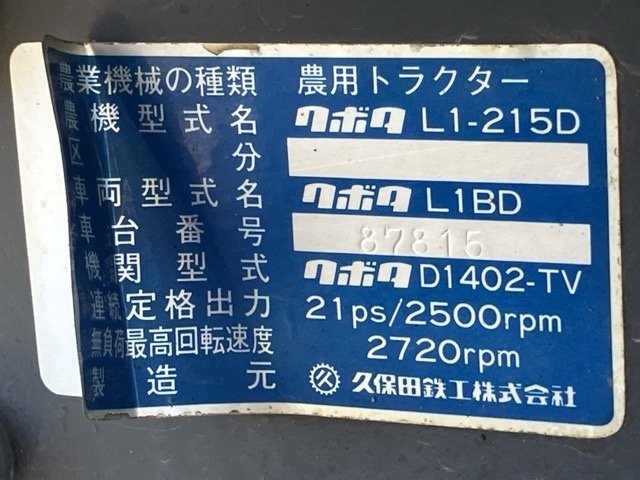 農業機械の種類 農用トラクター
農機型式名 クボタ L1-215D
区分
車両型式名 クボタ L1BD
車台番号 87815
機関型式 クボタ D1402-TV
連続定格出力 21ps/2500rpm
無負荷最高回転速度 2720rpm
製造元 久保田鉄工株式会社